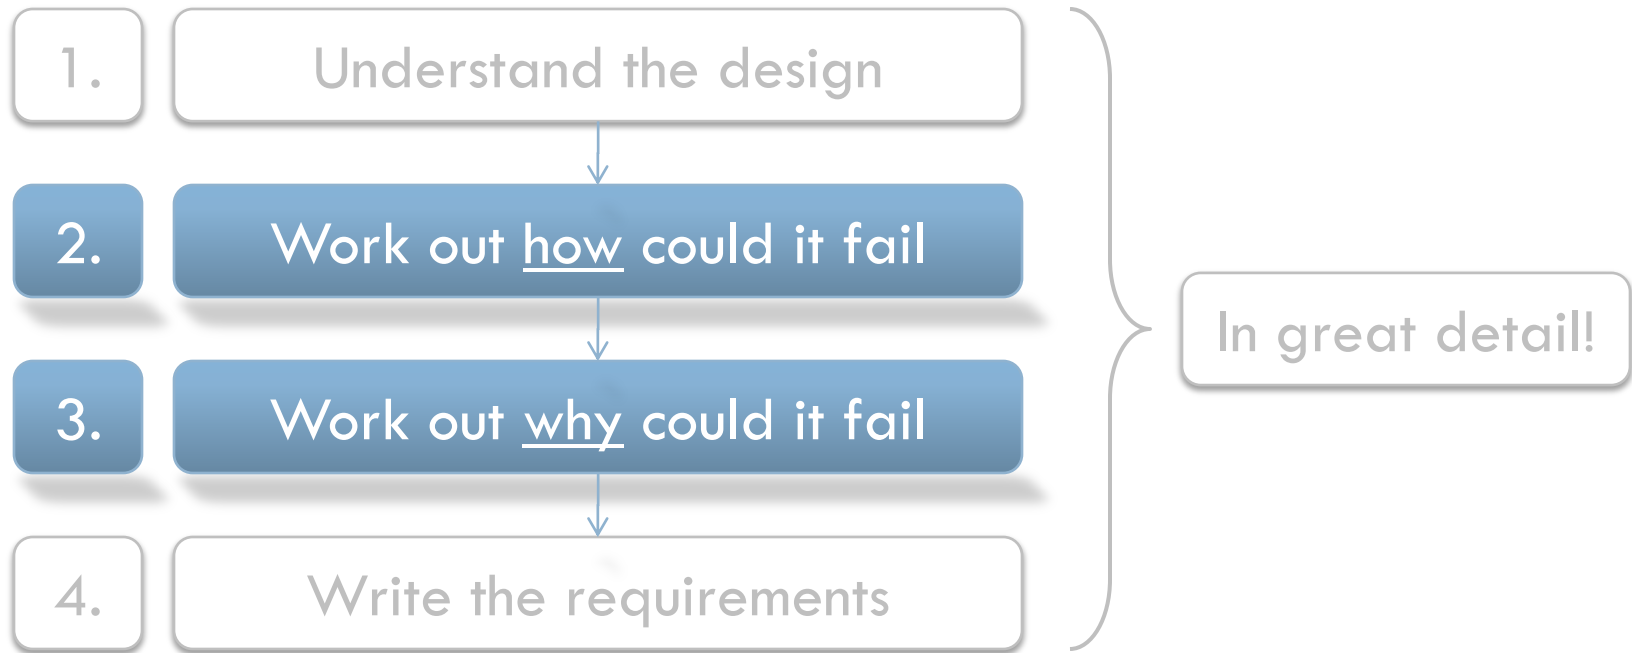 1. Understand the design
2. Work out how could it fail
3. Work out why could it fail
In great detail!
4. Write the requirements